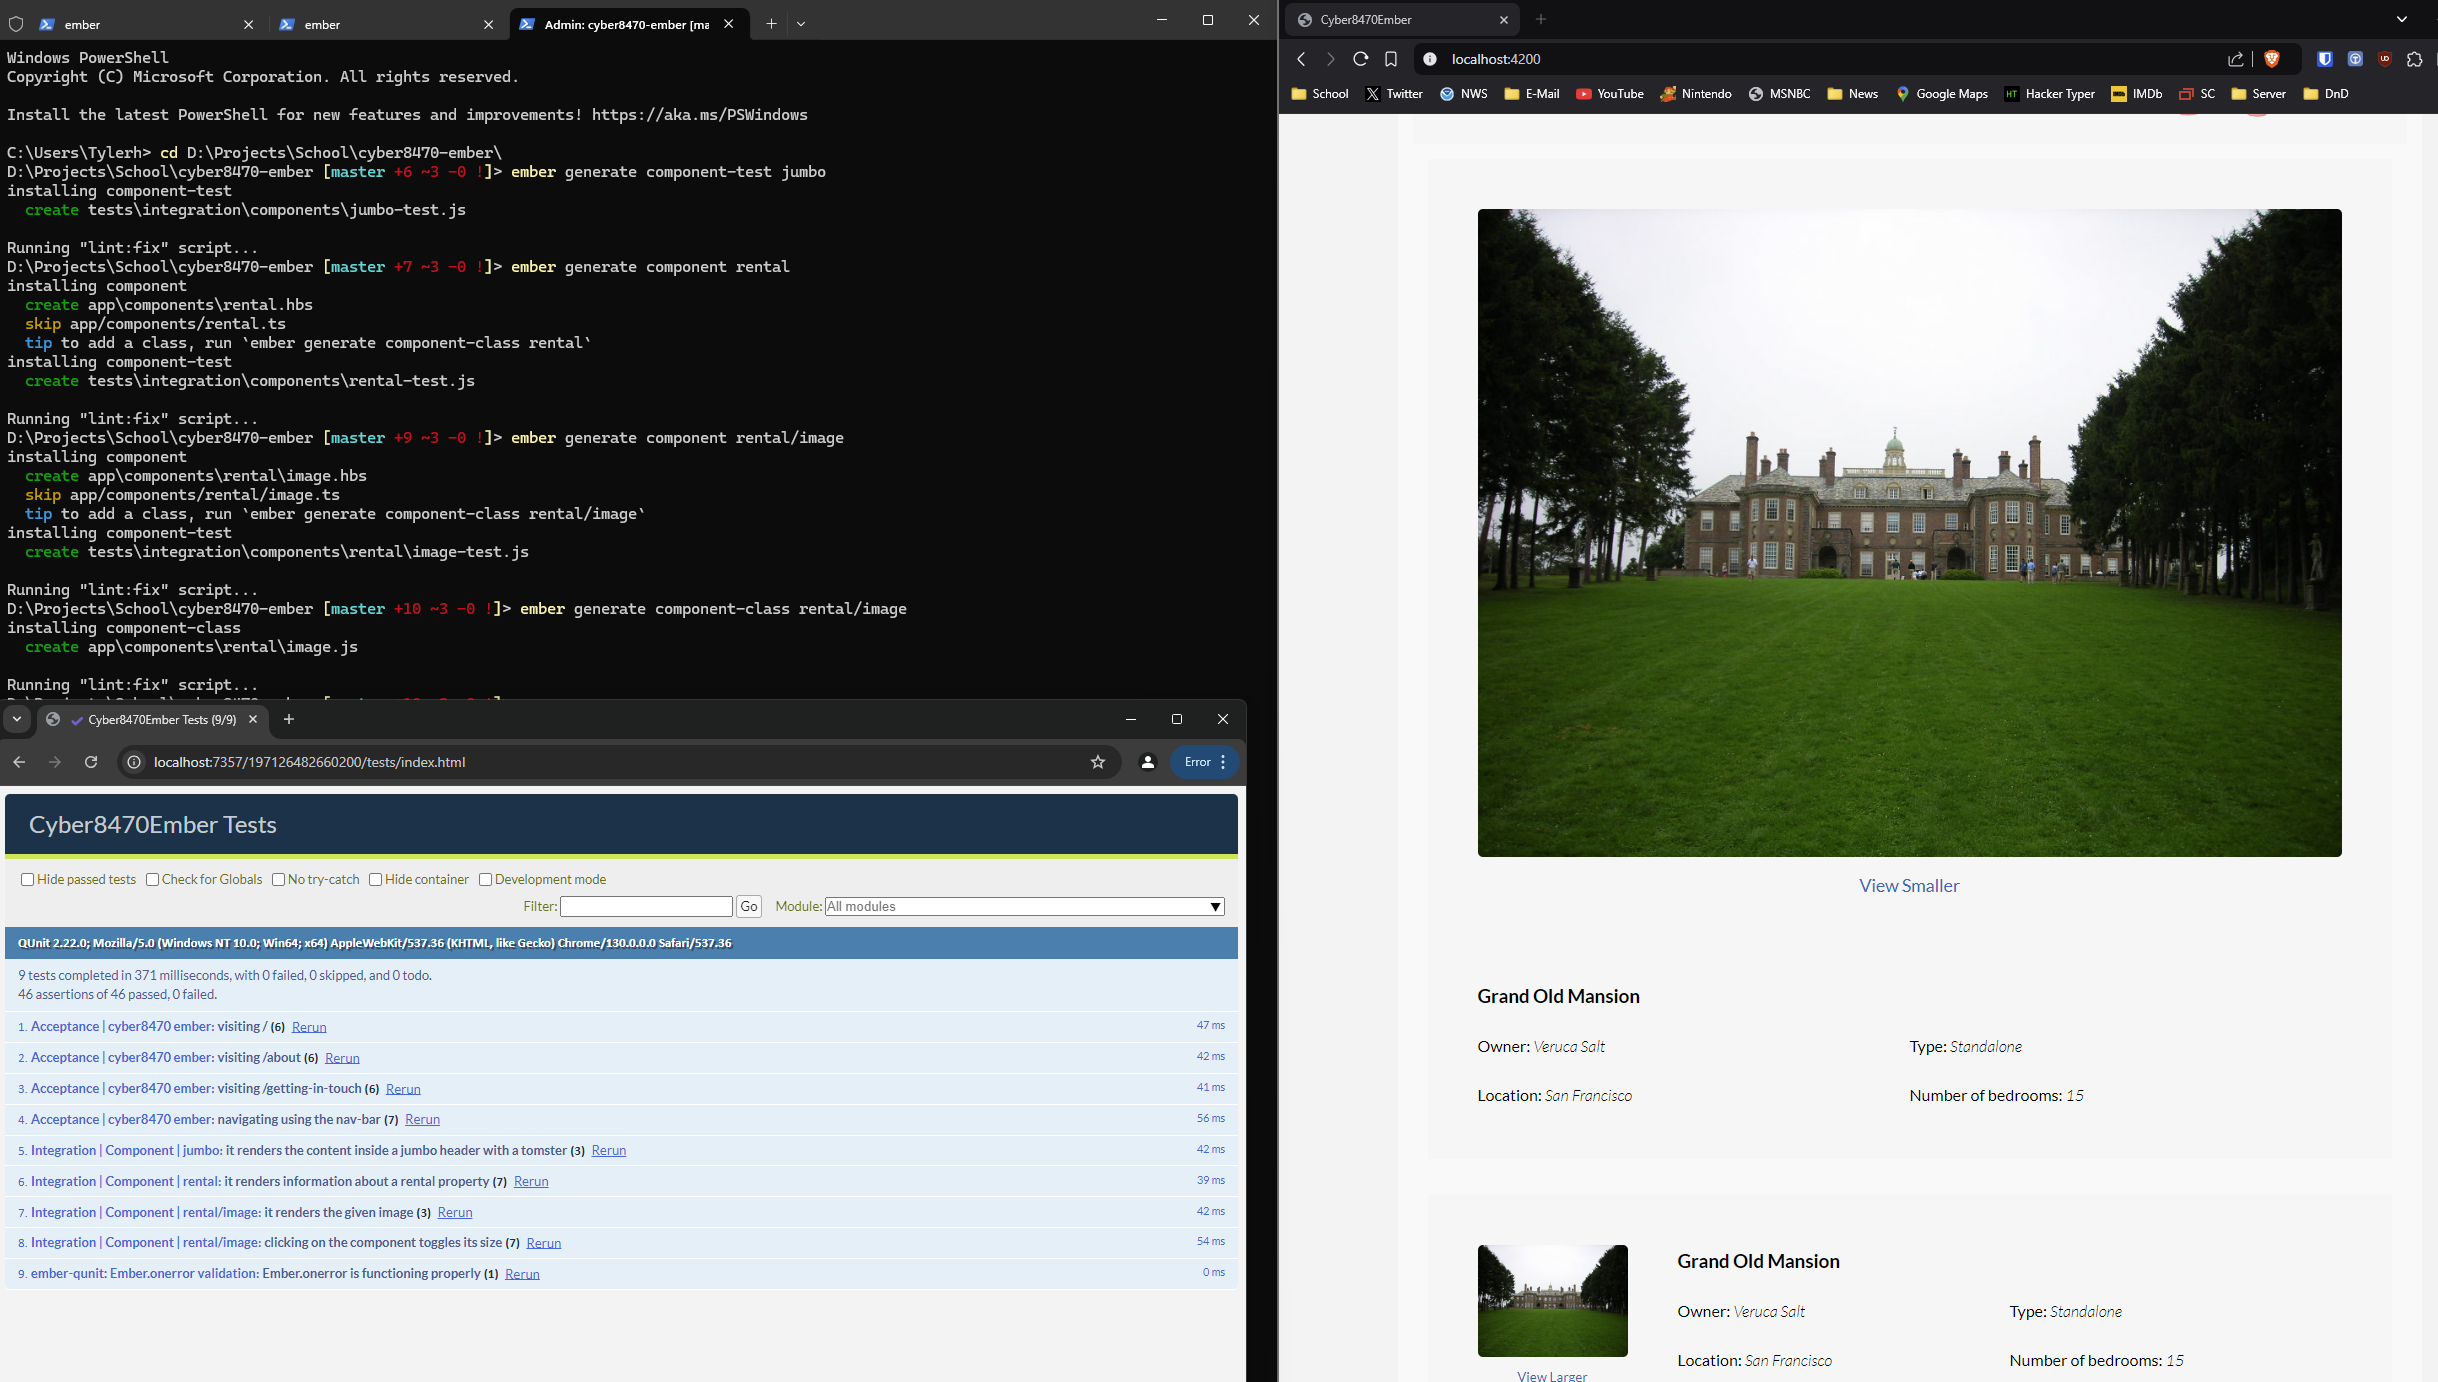 ember
ember
Admin: cyber8470-ember [ma
Windows PowerShell
Copyright (C) Microsoft Corporation. All rights reserved.
Install the latest PowerShell for new features and improvements! https://aka.ms/PSWindows
C:\Users\Tylerh> cd D:\Projects\School\cyber8470-ember\
D:\Projects\School\cyber8470-ember [master +6 ~3 -0 !]> ember generate component-test jumbo
installing component-test
create tests\integration\components\jumbo-test.js
Running "lint:fix" script...
D:\Projects\School\cyber8470-ember [master +7 ~3 -0 !]> ember generate component rental
installing component
create app\components\rental.hbs
skip app/components/rental.ts
tip to add a class, run `ember generate component-class rental`
installing component-test
create tests\integration\components\rental-test.js
Running "lint:fix" script...
D:\Projects\School\cyber8470-ember [master +9 ~3 -0 !]> ember generate component rental/image
installing component
create app\components\rental\image.hbs
skip app/components/rental/image.ts
tip to add a class, run `ember generate component-class rental/image`
installing component-test
create tests\integration\components\rental\image-test.js
Running "lint:fix" script...
D:\Projects\School\cyber8470-ember [master +10 ~3 -0 !]> ember generate component-class rental/image
installing component-class
create app\components\rental\image.js
Running "lint:fix" script...
Cyber8470Ember Tests (9/9)
localhost:7357/197126482660200/tests/index.html
Error
Cyber8470Ember Tests
Hide passed tests Check for Globals No try-catch Hide container Development mode
Filter: Go Module: All modules
QUnit 2.22.0; Mozilla/5.0 (Windows NT 10.0; Win64; x64) AppleWebKit/537.36 (KHTML, like Gecko) Chrome/130.0.0.0 Safari/537.36
9 tests completed in 371 milliseconds, with 0 failed, 0 skipped, and 0 todo.
46 assertions of 46 passed, 0 failed.
1. Acceptance | cyber8470 ember: visiting / (6) Rerun 47 ms
2. Acceptance | cyber8470 ember: visiting /about (6) Rerun 42 ms
3. Acceptance | cyber8470 ember: visiting /getting-in-touch (6) Rerun 41 ms
4. Acceptance | cyber8470 ember: navigating using the nav-bar (7) Rerun 56 ms
5. Integration | Component | jumbo: it renders the content inside a jumbo header with a tomster (3) Rerun 42 ms
6. Integration | Component | rental: it renders information about a rental property (7) Rerun 39 ms
7. Integration | Component | rental/image: it renders the given image (3) Rerun 42 ms
8. Integration | Component | rental/image: clicking on the component toggles its size (7) Rerun 54 ms
9. ember-qunit: Ember.onerror validation: Ember.onerror is functioning properly (1) Rerun 0 ms
Cyber8470Ember
localhost:4200
School Twitter NWS E-Mail YouTube Nintendo MSNBC News Google Maps HT Hacker Typer IMDb SC Server DnD
View Smaller
Grand Old Mansion
Owner: Veruca Salt Type: Standalone
Location: San Francisco Number of bedrooms: 15
Grand Old Mansion
Owner: Veruca Salt Type: Standalone
Location: San Francisco Number of bedrooms: 15
View Larger